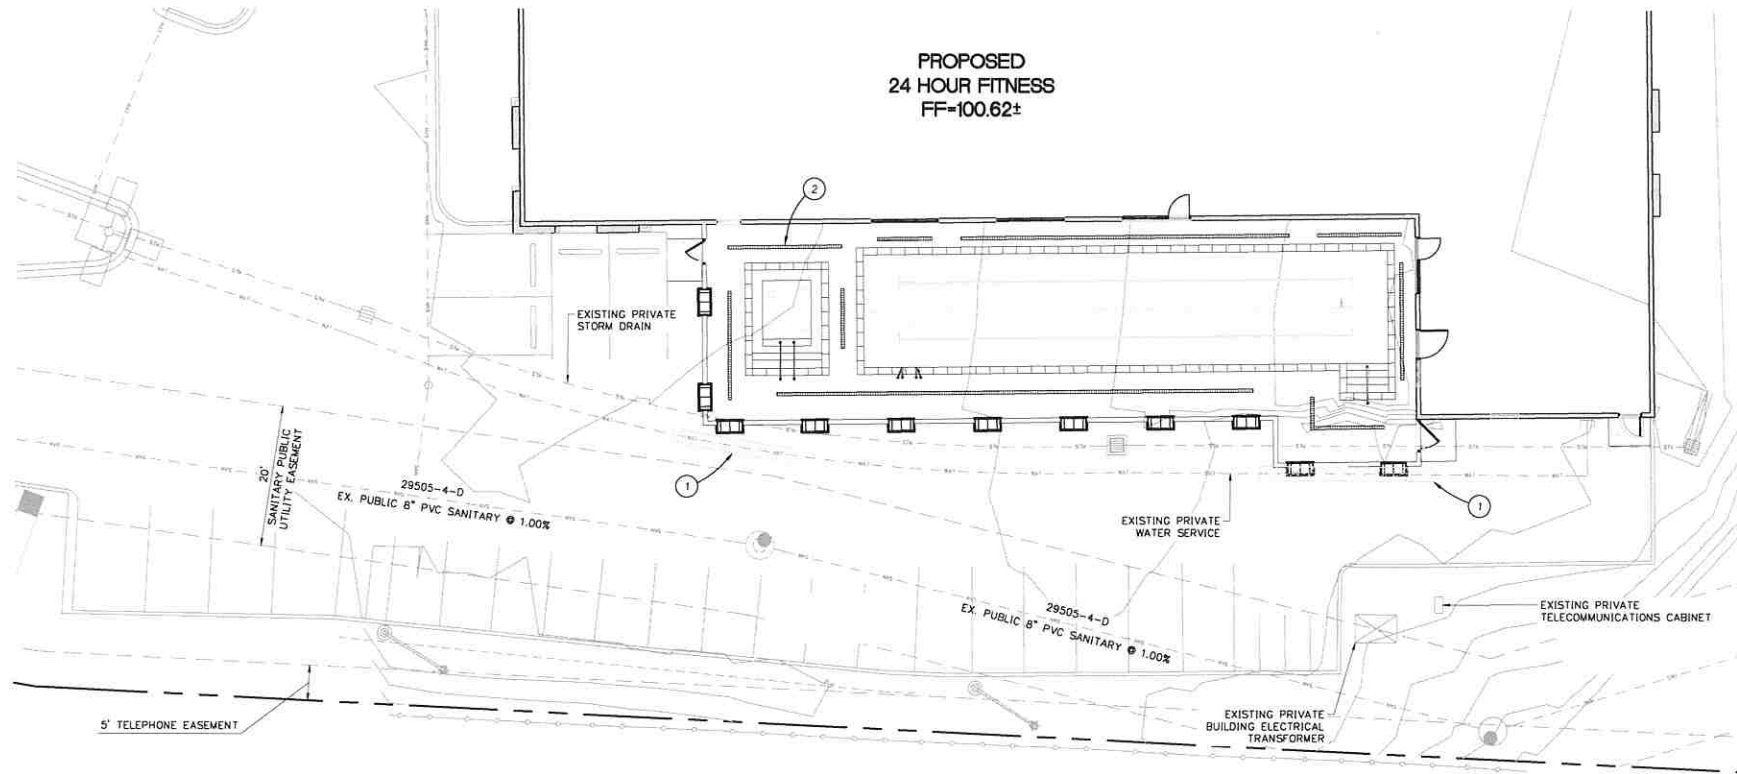 PROPOSED
24 HOUR FITNESS
FF=100.62±
2
EXISTING PRIVATE
STORM DRAIN
20'
SANITARY PUBLIC
UTILITY EASEMENT
29505-4-D
EX. PUBLIC 8" PVC SANITARY @ 1.00%
1
EXISTING PRIVATE
WATER SERVICE
1
29505-4-D
EX. PUBLIC 8" PVC SANITARY @ 1.00%
EXISTING PRIVATE
TELECOMMUNICATIONS CABINET
EXISTING PRIVATE
BUILDING ELECTRICAL
TRANSFORMER
5' TELEPHONE EASEMENT